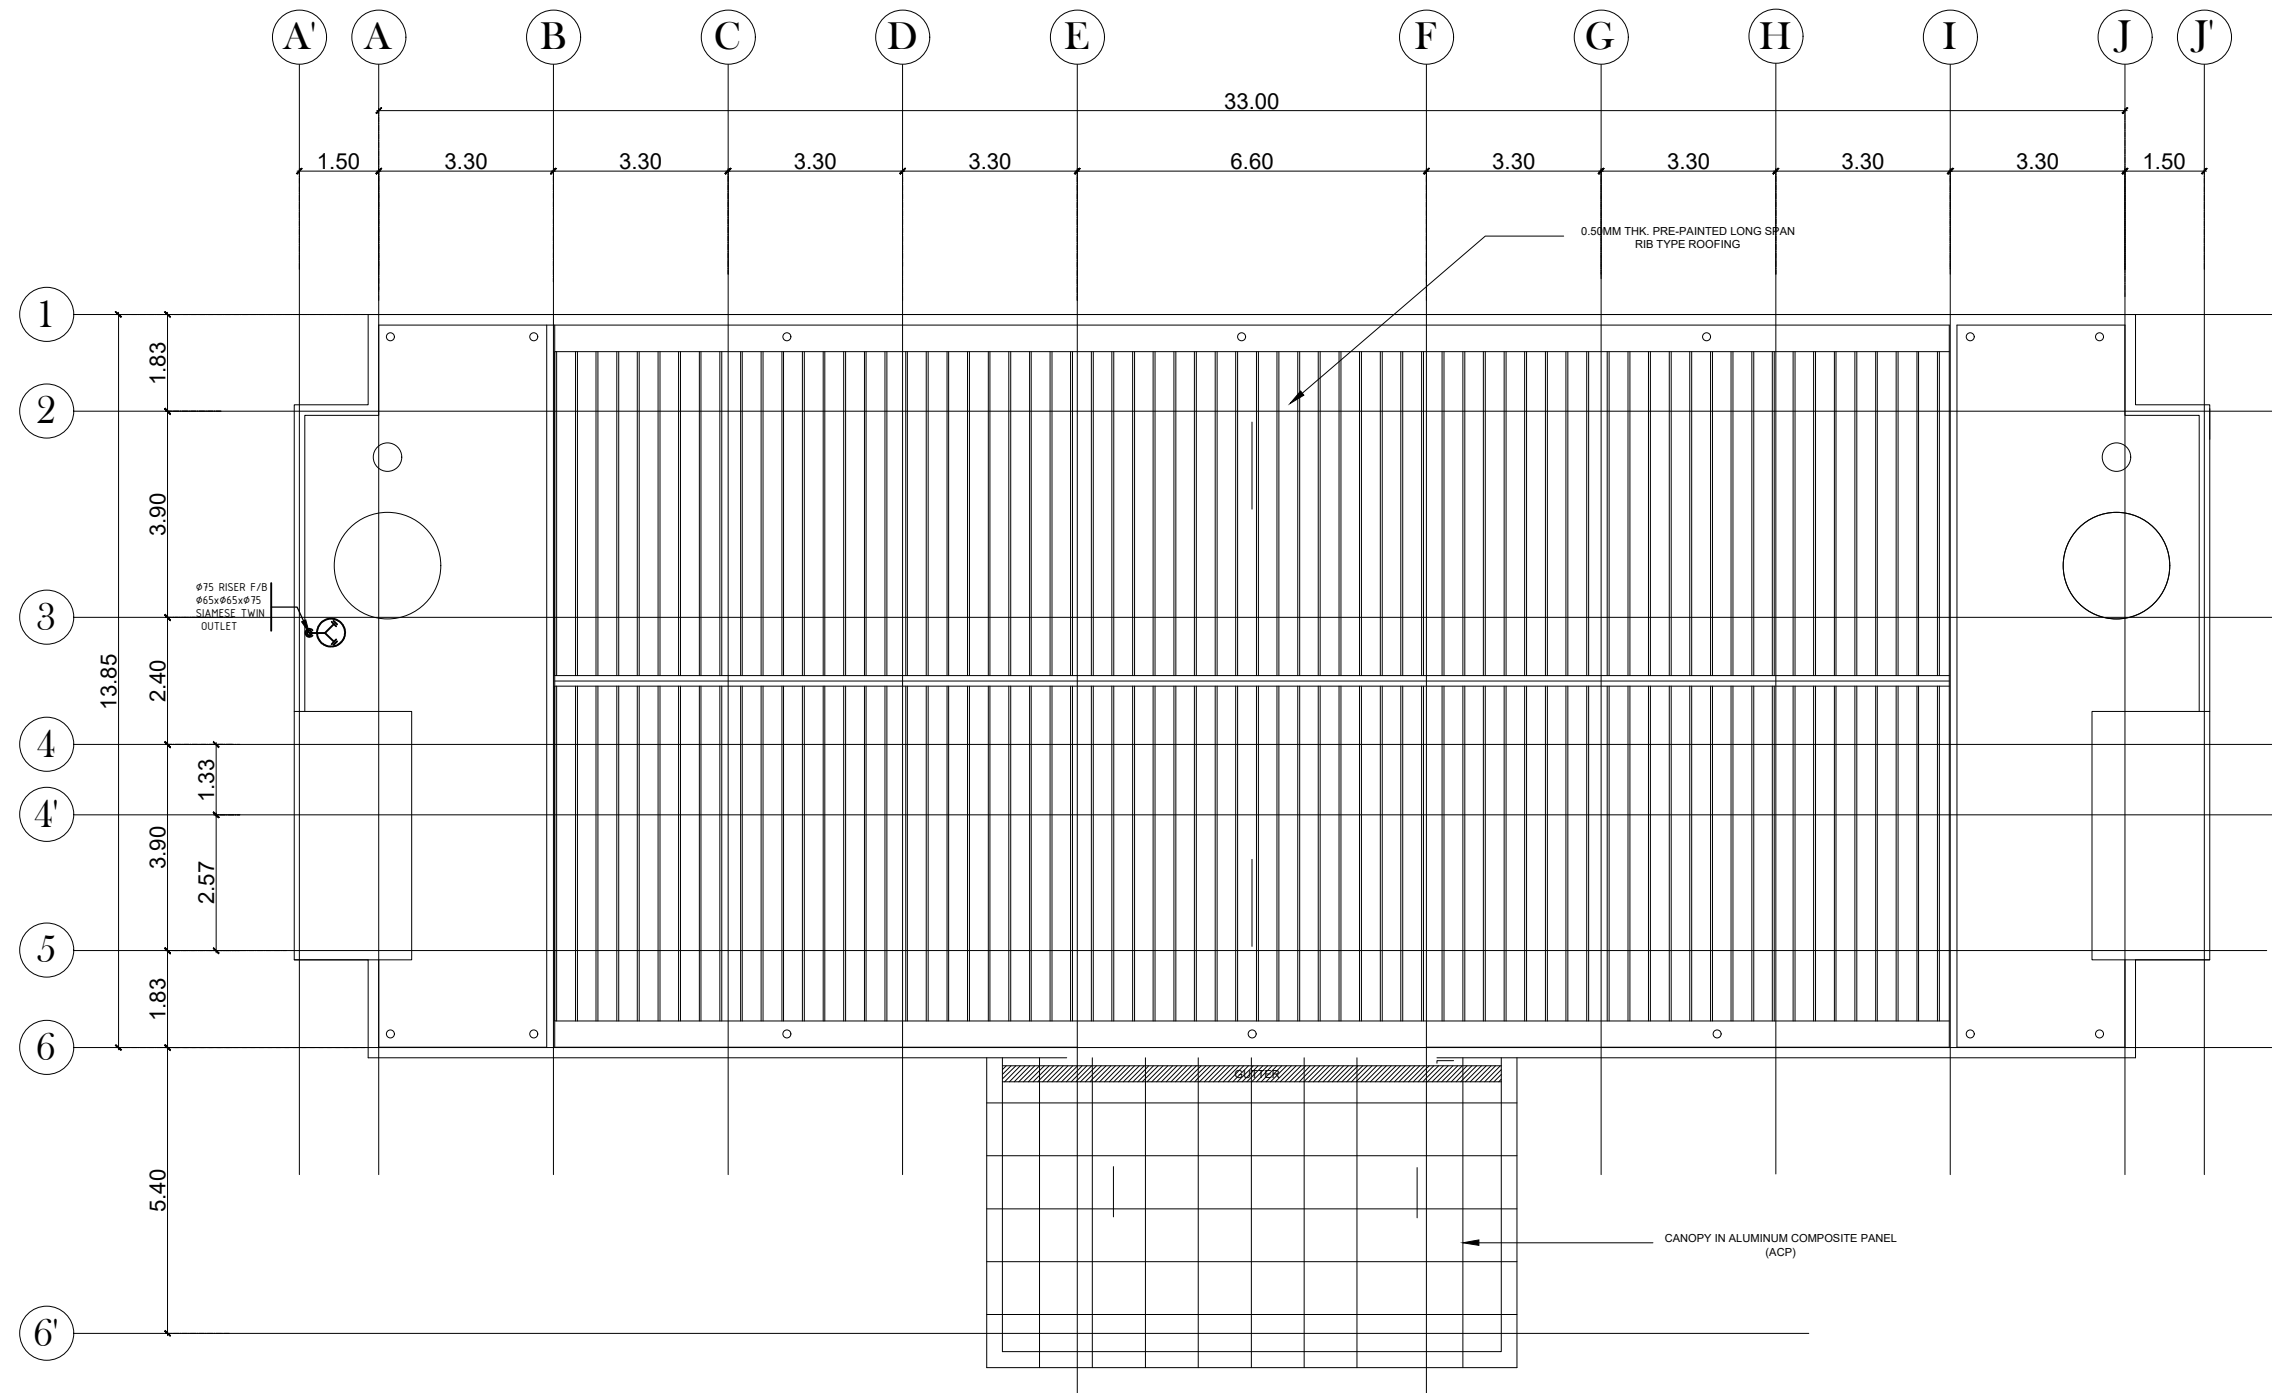 A' A B C D E F G H I J J'
33.00
1.50 3.30 3.30 3.30 3.30 6.60 3.30 3.30 3.30 3.30 1.50
0.50MM THK. PRE-PAINTED LONG SPAN
RIB TYPE ROOFING
1
1.83
2
3.90
Ø75 RISER F/B
Ø65xØ65xØ75
SIAMESE TWIN
OUTLET
3
13.85
2.40
4
1.33
4'
3.90
2.57
5
1.83
6
GUTTER
5.40
CANOPY IN ALUMINUM COMPOSITE PANEL
(ACP)
6'